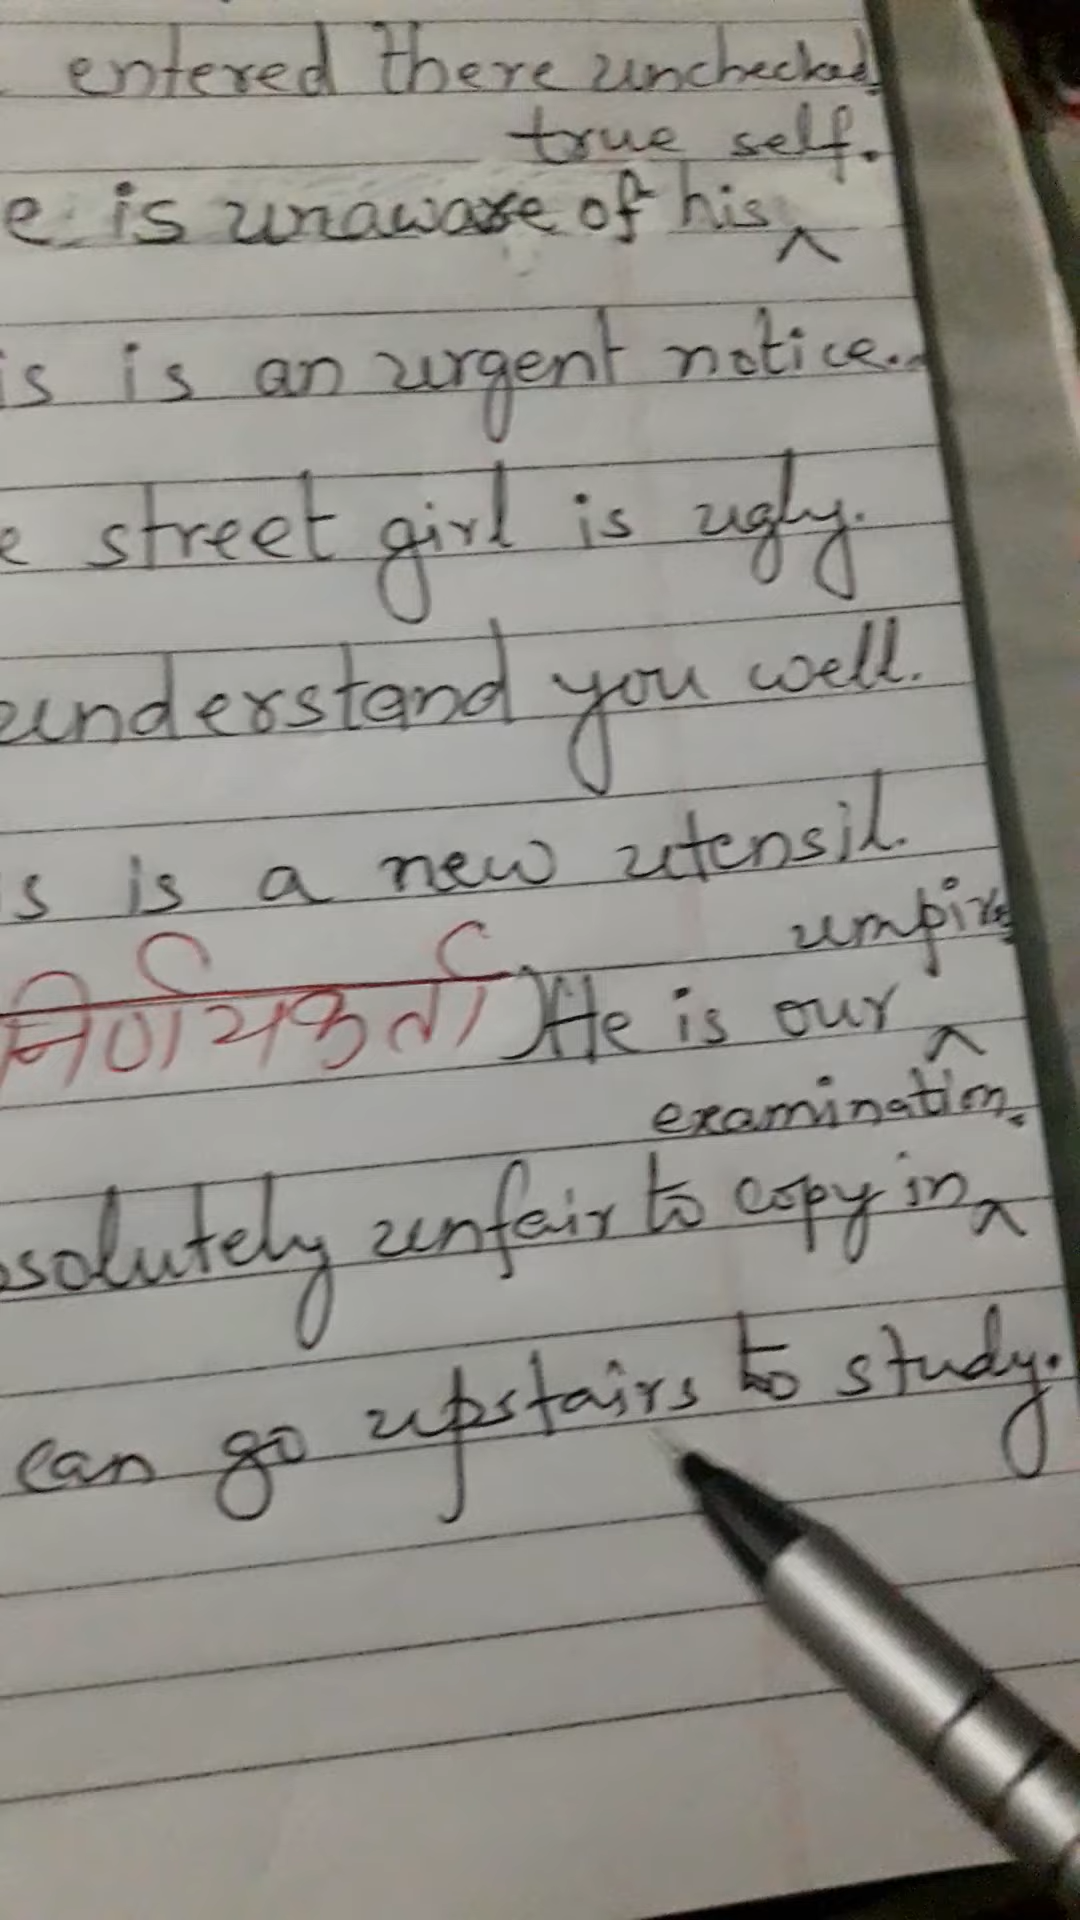 entered there unchecked.
true self.
e is unaware of his ^
is is an urgent notice.
e street girl is ugly.
understand you well.
s is a new utensil.
umpire
निर्णयकर्ता) He is our ^
examination.
solutely unfair to copy in ^
can go upstairs to study.